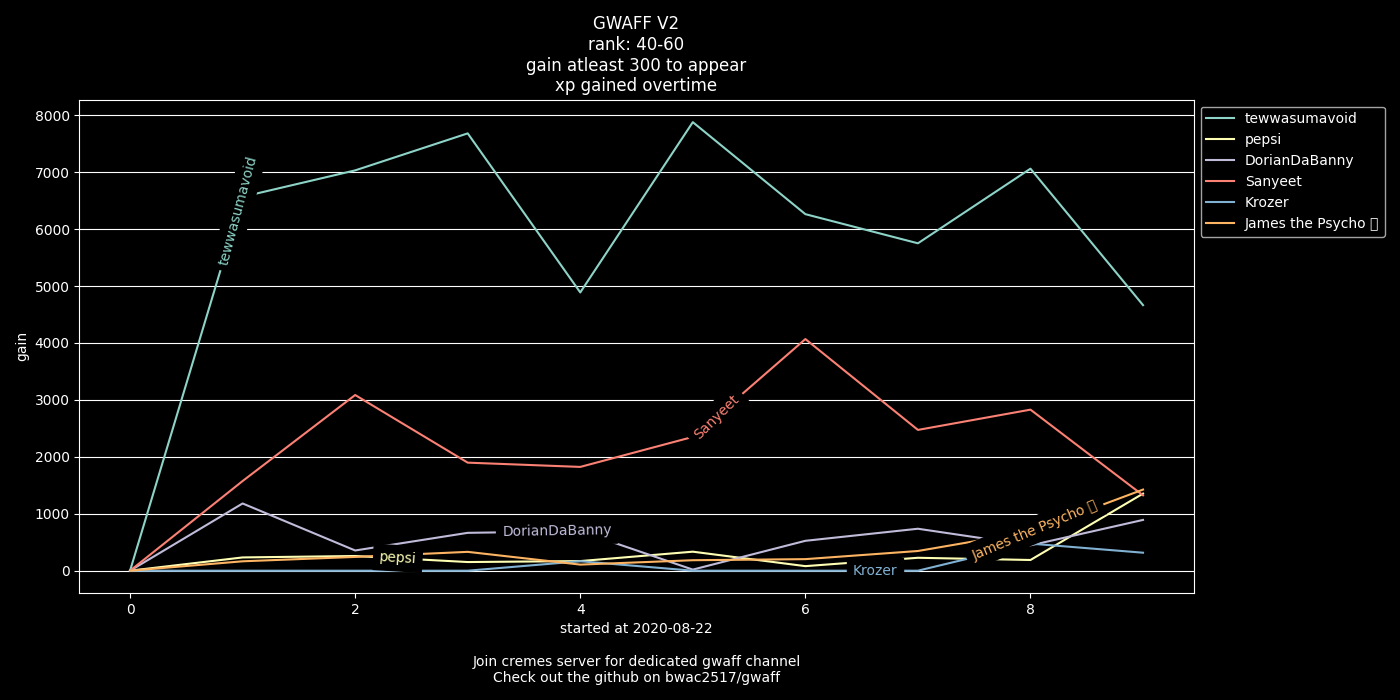 GWAFF V2
rank: 40-60
gain atleast 300 to appear
xp gained overtime
8000
7000
6000
5000
4000
3000
2000
1000
0
gain
tewwasumavoid
Sanyeet
DorianDaBanny
pepsi
Krozer
James the Psycho
tewwasumavoid
pepsi
DorianDaBanny
Sanyeet
Krozer
James the Psycho
0 2 4 6 8
started at 2020-08-22
Join cremes server for dedicated gwaff channel
Check out the github on bwac2517/gwaff